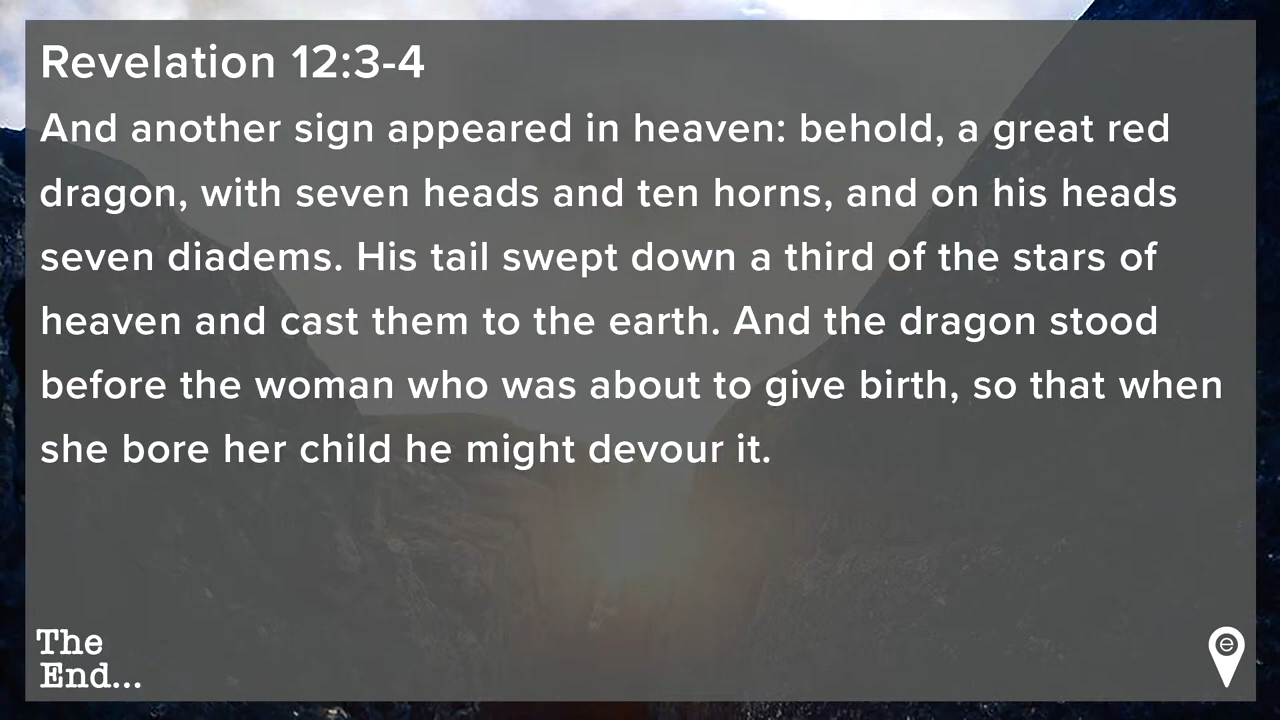 Revelation 12:3-4
And another sign appeared in heaven: behold, a great red
dragon, with seven heads and ten horns, and on his heads
seven diadems. His tail swept down a third of the stars of
heaven and cast them to the earth. And the dragon stood
before the woman who was about to give birth, so that when
she bore her child he might devour it.
The
End...
e